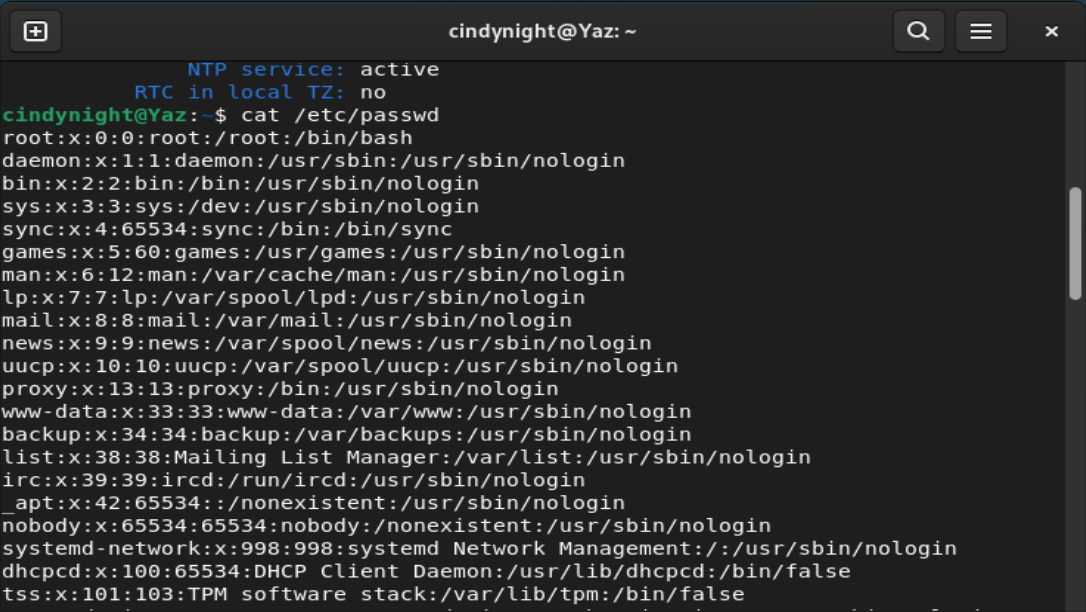 cindynight@Yaz: ~
NTP service: active
RTC in local TZ: no
cindynight@Yaz:~$ cat /etc/passwd
root:x:0:0:root:/root:/bin/bash
daemon:x:1:1:daemon:/usr/sbin:/usr/sbin/nologin
bin:x:2:2:bin:/bin:/usr/sbin/nologin
sys:x:3:3:sys:/dev:/usr/sbin/nologin
sync:x:4:65534:sync:/bin:/bin/sync
games:x:5:60:games:/usr/games:/usr/sbin/nologin
man:x:6:12:man:/var/cache/man:/usr/sbin/nologin
lp:x:7:7:lp:/var/spool/lpd:/usr/sbin/nologin
mail:x:8:8:mail:/var/mail:/usr/sbin/nologin
news:x:9:9:news:/var/spool/news:/usr/sbin/nologin
uucp:x:10:10:uucp:/var/spool/uucp:/usr/sbin/nologin
proxy:x:13:13:proxy:/bin:/usr/sbin/nologin
www-data:x:33:33:www-data:/var/www:/usr/sbin/nologin
backup:x:34:34:backup:/var/backups:/usr/sbin/nologin
list:x:38:38:Mailing List Manager:/var/list:/usr/sbin/nologin
irc:x:39:39:ircd:/run/ircd:/usr/sbin/nologin
_apt:x:42:65534::/nonexistent:/usr/sbin/nologin
nobody:x:65534:65534:nobody:/nonexistent:/usr/sbin/nologin
systemd-network:x:998:998:systemd Network Management:/:/usr/sbin/nologin
dhcpcd:x:100:65534:DHCP Client Daemon:/usr/lib/dhcpcd:/bin/false
tss:x:101:103:TPM software stack:/var/lib/tpm:/bin/false